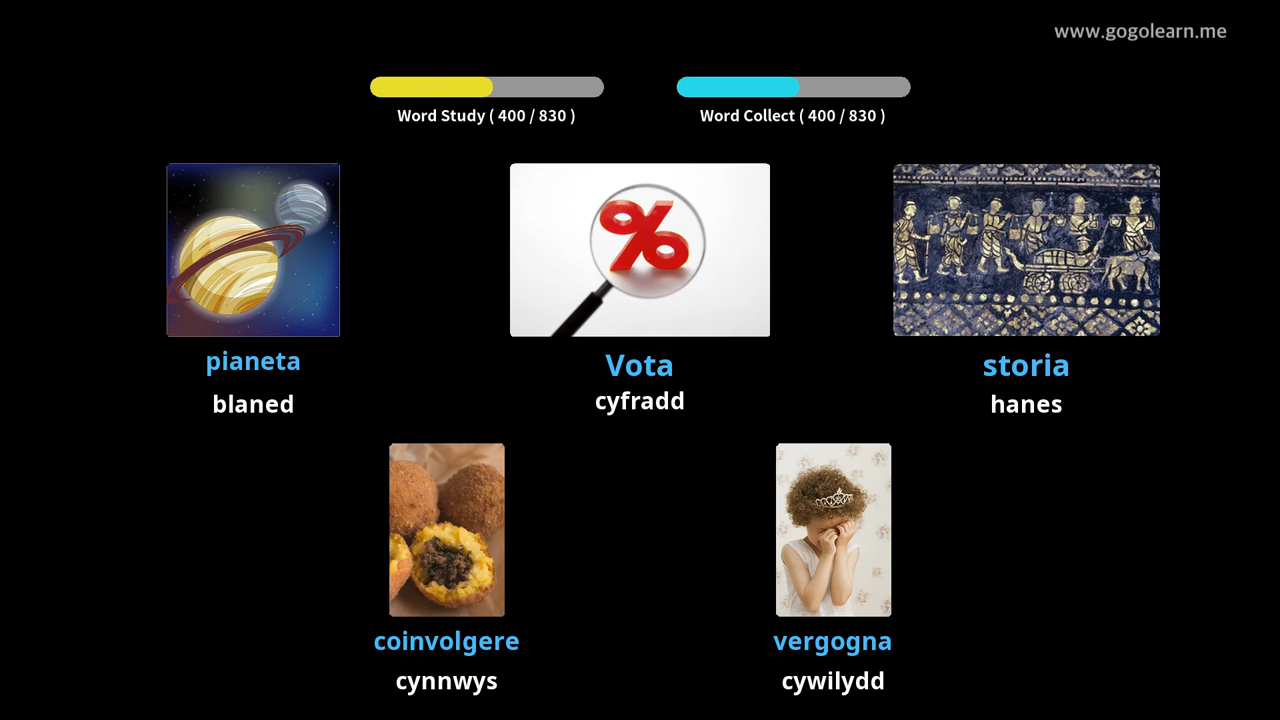 www.gogolearn.me
Word Study ( 400 / 830 )
Word Collect ( 400 / 830 )
pianeta
blaned
Vota
cyfradd
storia
hanes
coinvolgere
cynnwys
vergogna
cywilydd